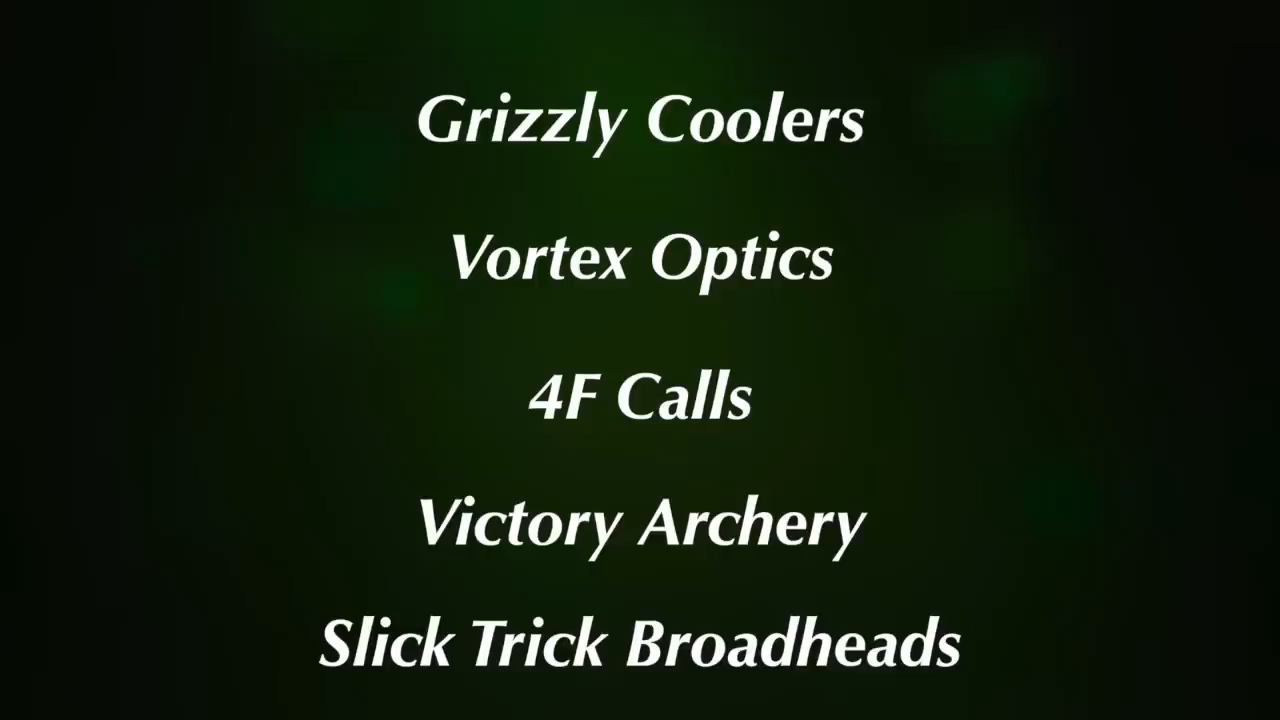 Grizzly Coolers
Vortex Optics
4F Calls
Victory Archery
Slick Trick Broadheads